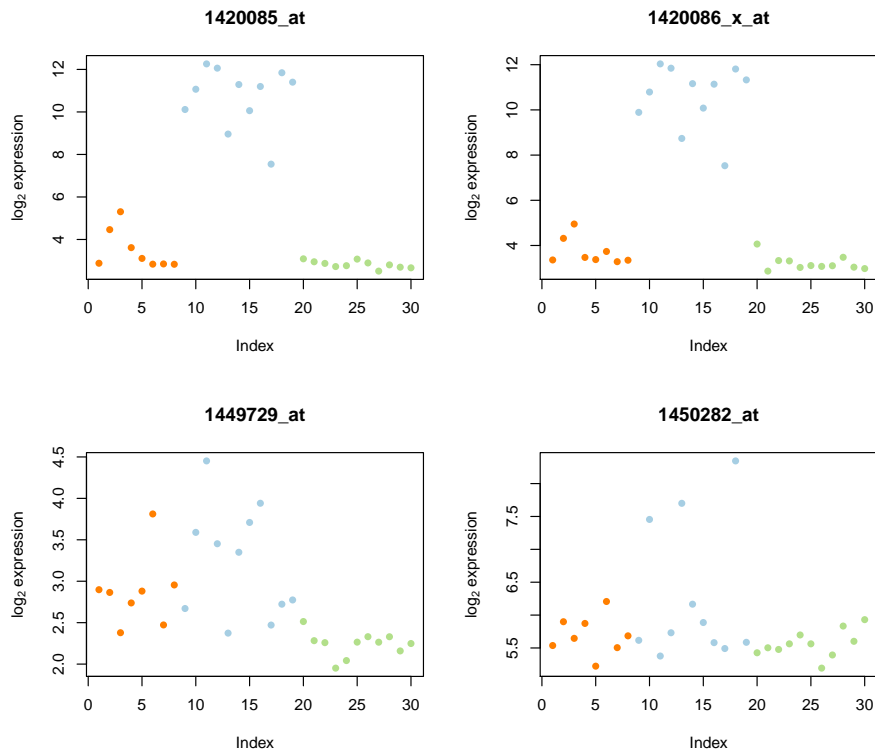 1420085_at
log2 expression
12
10
8
6
4
0 5 10 15 20 25 30
Index
1420086_x_at
log2 expression
12
10
8
6
4
0 5 10 15 20 25 30
Index
1449729_at
log2 expression
4.5
4.0
3.5
3.0
2.5
2.0
0 5 10 15 20 25 30
Index
1450282_at
log2 expression
7.5
6.5
5.5
0 5 10 15 20 25 30
Index